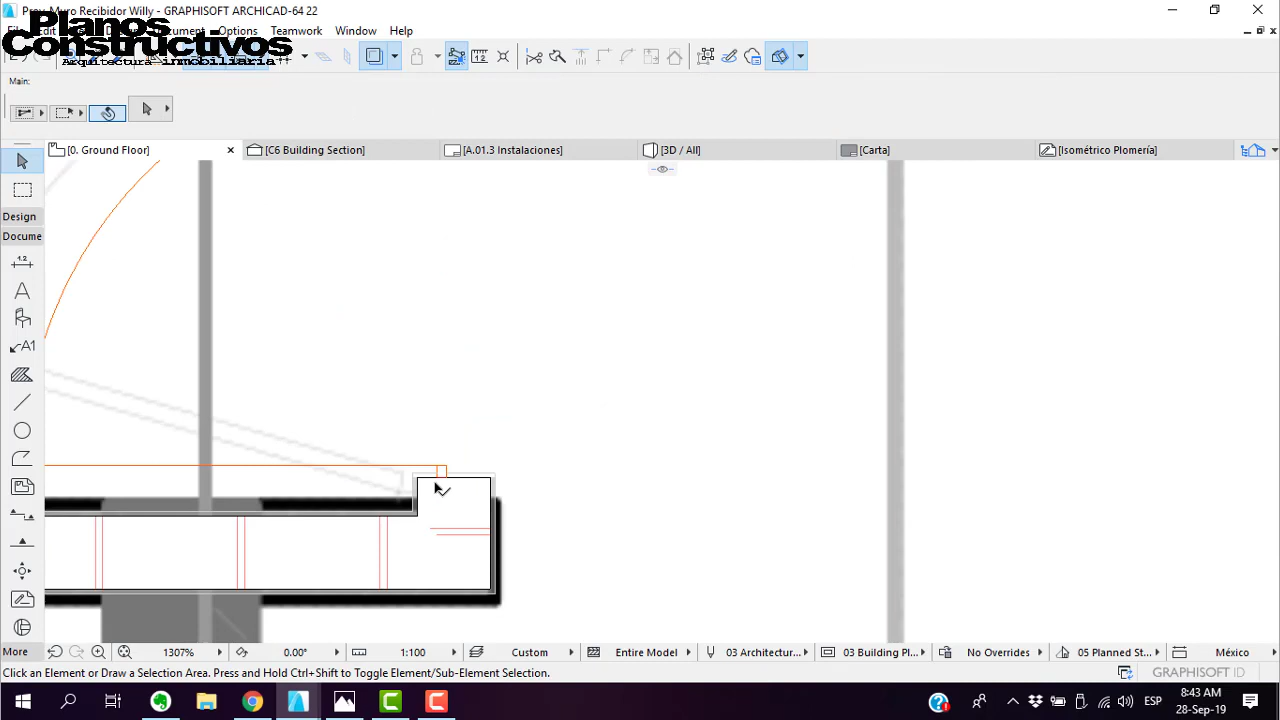 Prev. Muro Recibidor Willy - GRAPHISOFT ARCHICAD-64 22
Planos
Constructivos
Arquitectura inmobiliaria
Options Teamwork Window Help
Main:
[0. Ground Floor]
[C6 Building Section]
[A.01.3 Instalaciones]
[3D / All]
[Carta]
[Isométrico Plomería]
Design
Docume
1.2
A
A1
More
1307%
0.00°
1:100
Custom
Entire Model
03 Architectur...
03 Building Pl...
No Overrides
05 Planned St...
México
Click an Element or Draw a Selection Area. Press and Hold Ctrl+Shift to Toggle Element/Sub-Element Selection.
GRAPHISOFT ID
ESP
8:43 AM
28-Sep-19